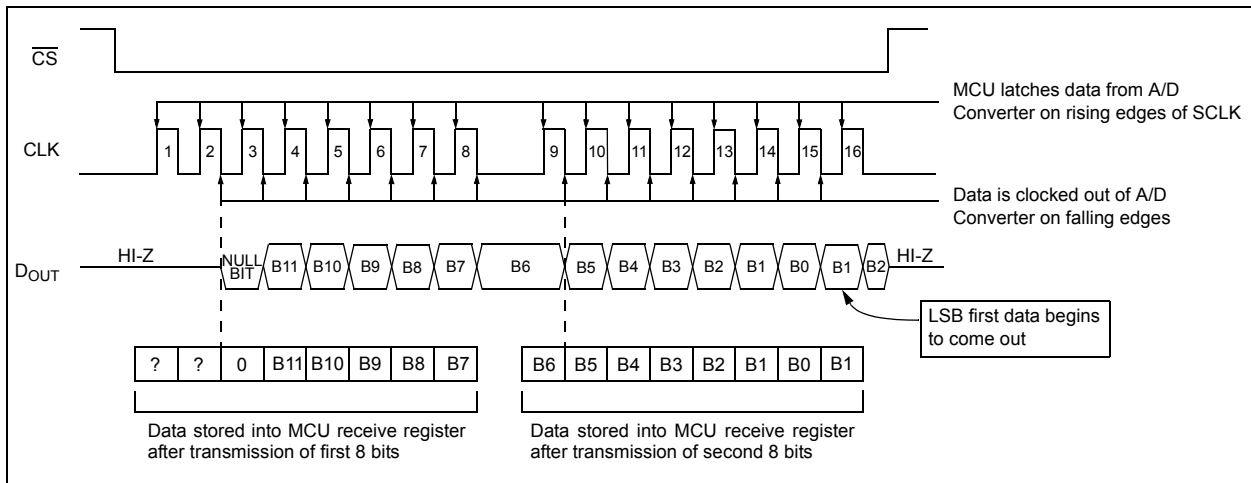 CS
MCU latches data from A/D
Converter on rising edges of SCLK
CLK
1 2 3 4 5 6 7 8 9 10 11 12 13 14 15 16
Data is clocked out of A/D
Converter on falling edges
DOUT
HI-Z
NULL
BIT
B11 B10 B9 B8 B7 B6 B5 B4 B3 B2 B1 B0 B1 B2
HI-Z
LSB first data begins
to come out
? ? 0 B11 B10 B9 B8 B7
B6 B5 B4 B3 B2 B1 B0 B1
Data stored into MCU receive register
after transmission of first 8 bits
Data stored into MCU receive register
after transmission of second 8 bits